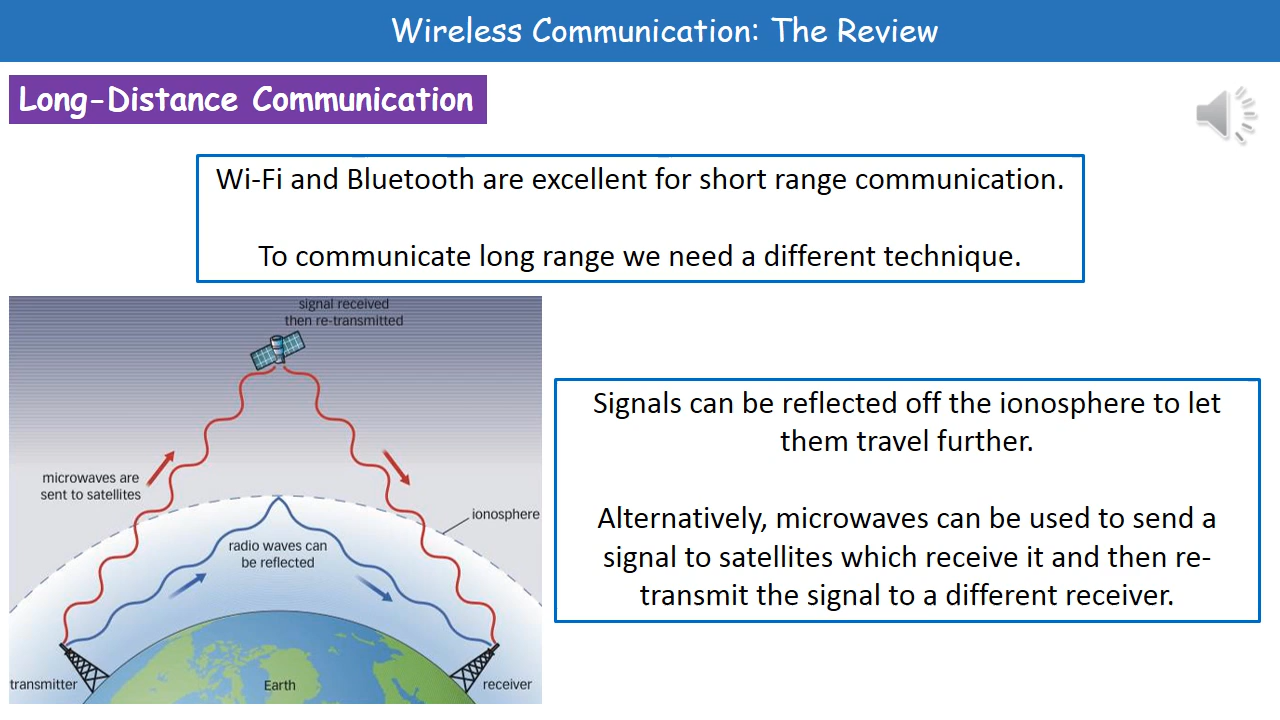 Wireless Communication: The Review
Long-Distance Communication
Wi-Fi and Bluetooth are excellent for short range communication.
To communicate long range we need a different technique.
signal received
then re-transmitted
microwaves are
sent to satellites
ionosphere
radio waves can
be reflected
transmitter
Earth
receiver
Signals can be reflected off the ionosphere to let
them travel further.
Alternatively, microwaves can be used to send a
signal to satellites which receive it and then re-
transmit the signal to a different receiver.